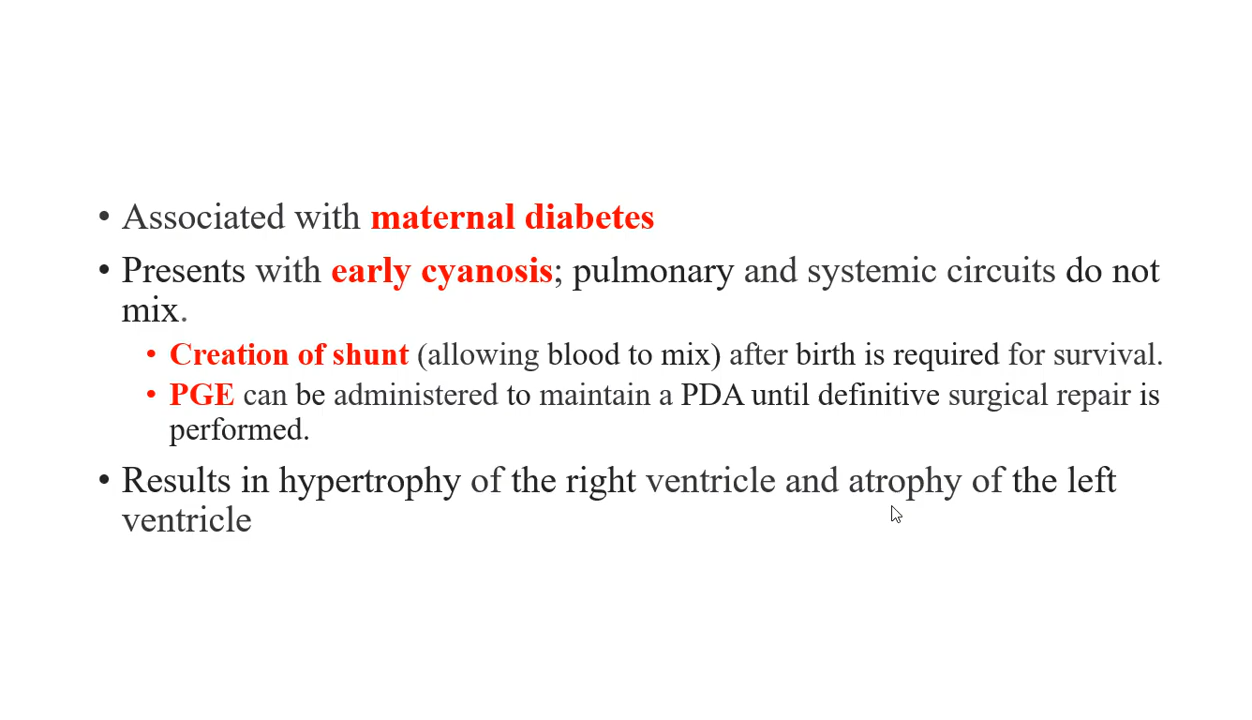 • Associated with maternal diabetes
• Presents with early cyanosis; pulmonary and systemic circuits do not
mix.
• Creation of shunt (allowing blood to mix) after birth is required for survival.
• PGE can be administered to maintain a PDA until definitive surgical repair is
performed.
• Results in hypertrophy of the right ventricle and atrophy of the left
ventricle